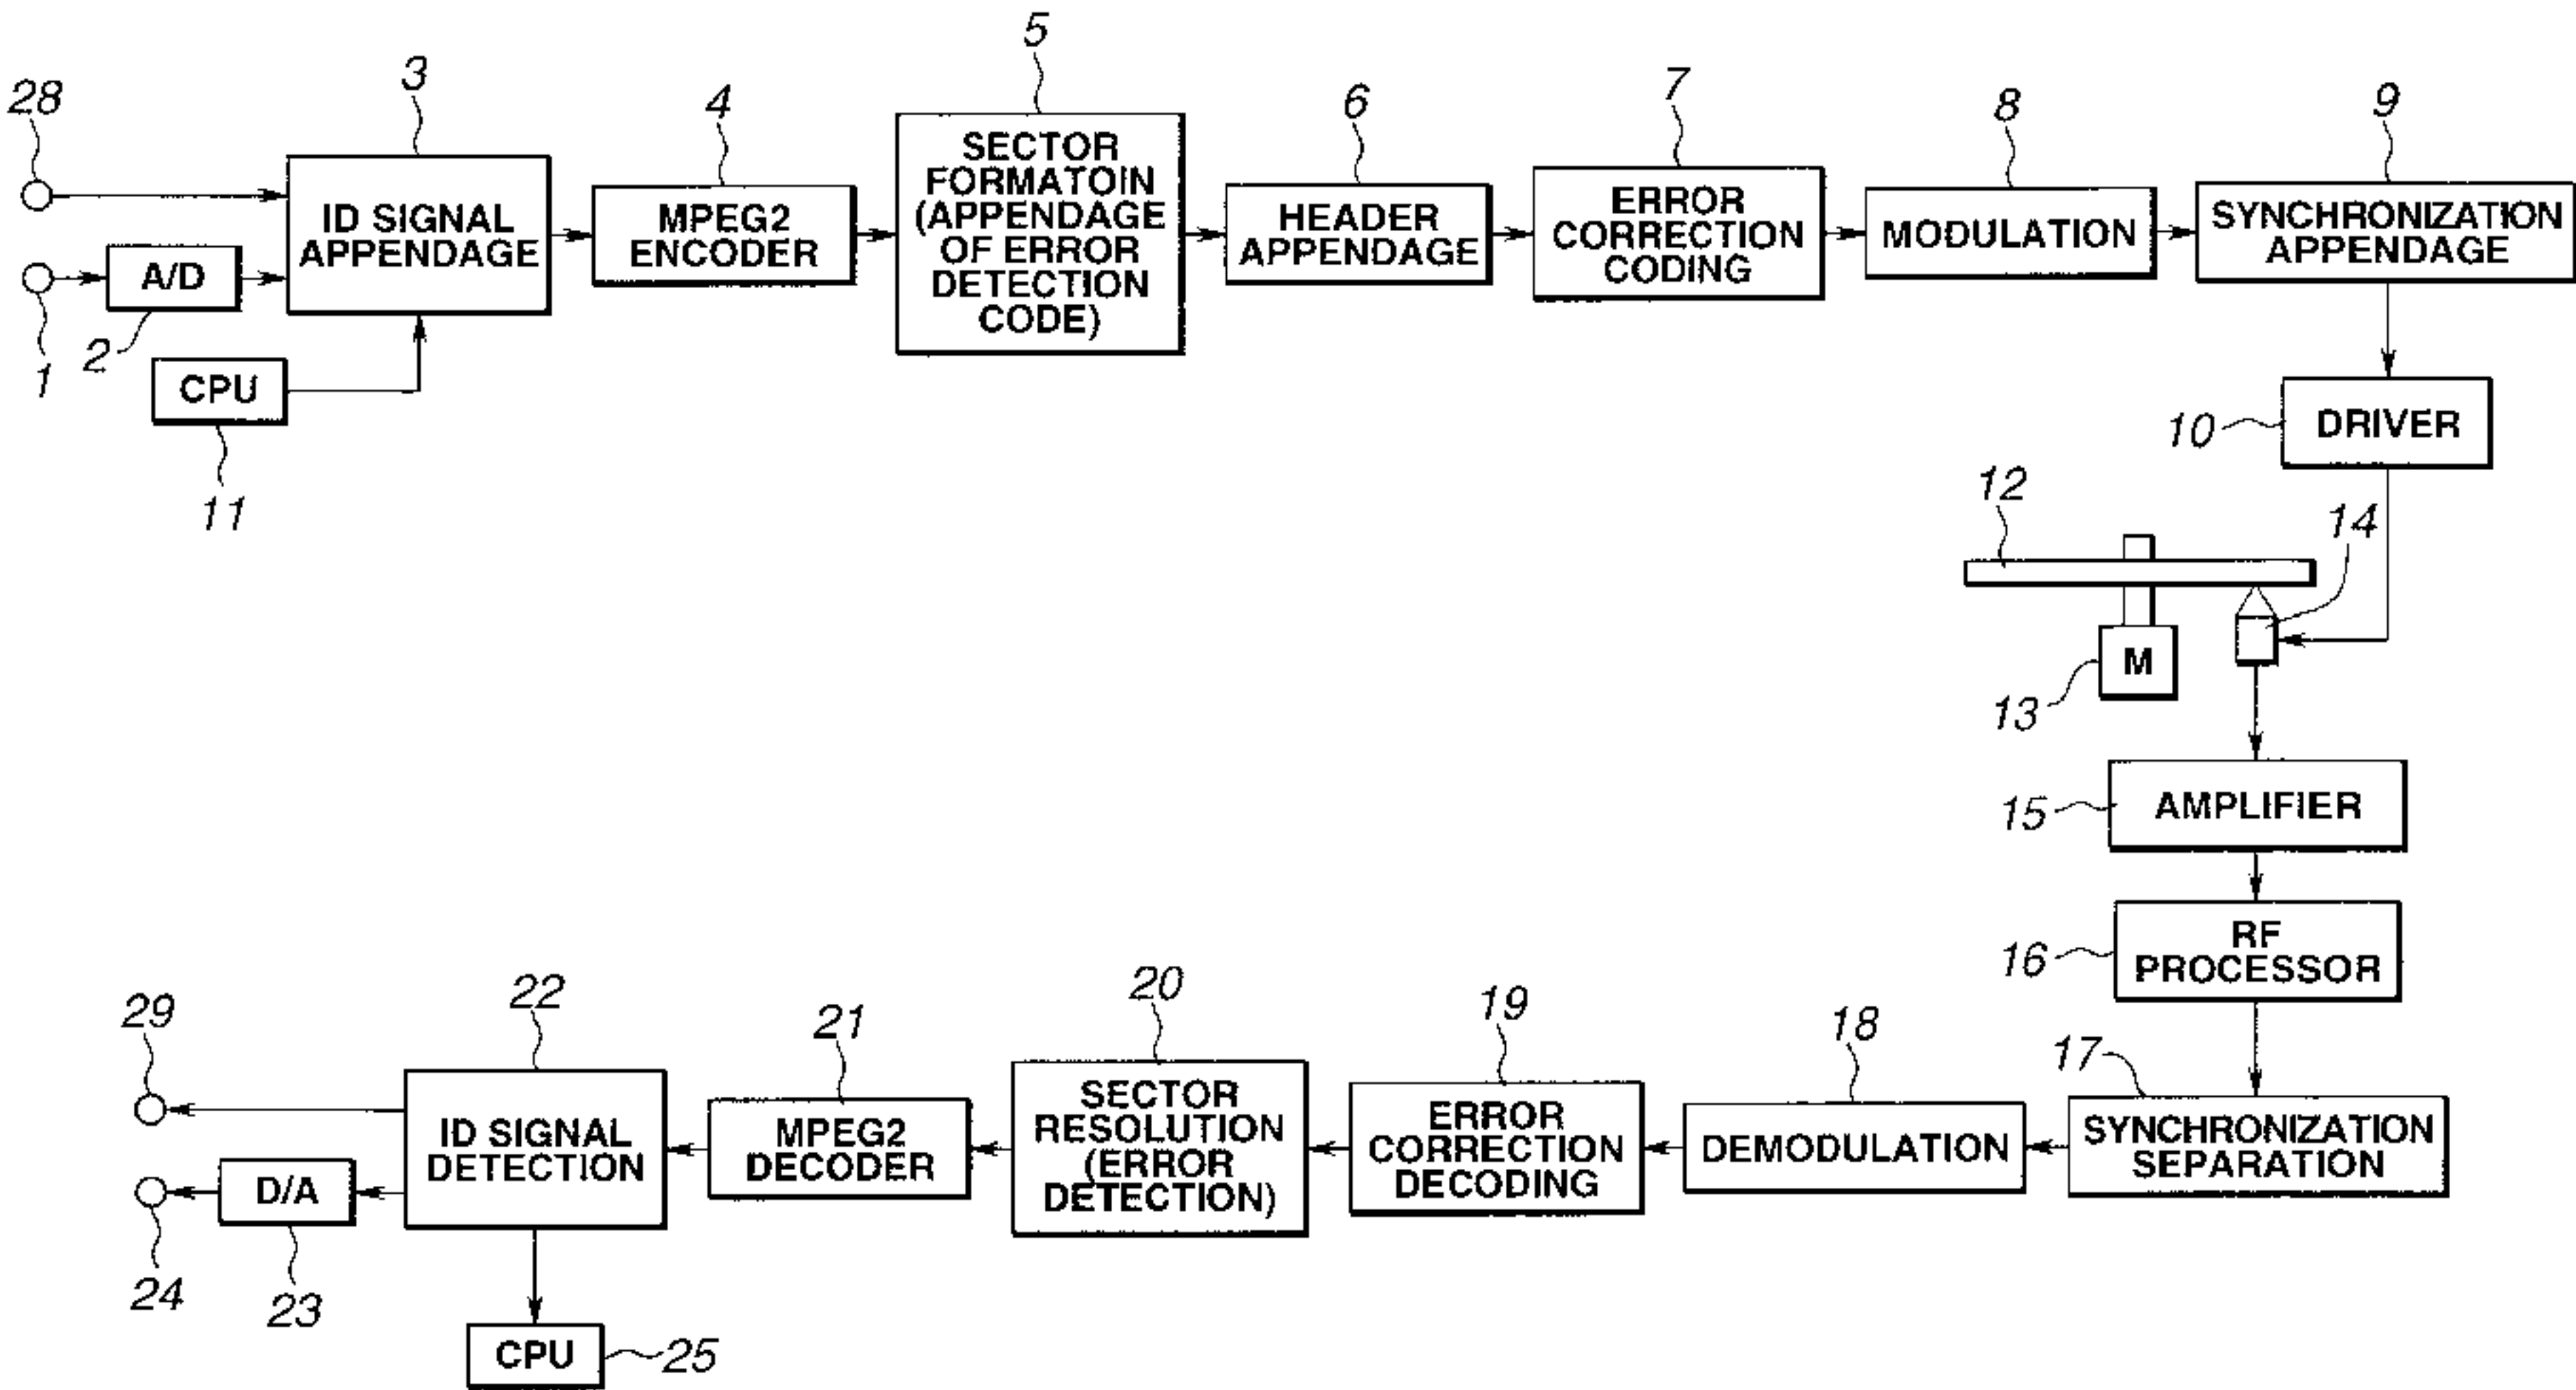 5
3
28
4
6
7
8
9
ID SIGNAL
APPENDAGE
MPEG2
ENCODER
SECTOR
FORMATOIN
(APPENDAGE
OF ERROR
DETECTION
CODE)
HEADER
APPENDAGE
ERROR
CORRECTION
CODING
MODULATION
SYNCHRONIZATION
APPENDAGE
A/D
1
2
CPU
11
10
DRIVER
12
14
M
13
15
AMPLIFIER
16
RF
PROCESSOR
17
SYNCHRONIZATION
SEPARATION
18
DEMODULATION
19
ERROR
CORRECTION
DECODING
20
SECTOR
RESOLUTION
(ERROR
DETECTION)
21
MPEG2
DECODER
22
ID SIGNAL
DETECTION
29
D/A
24
23
CPU
25